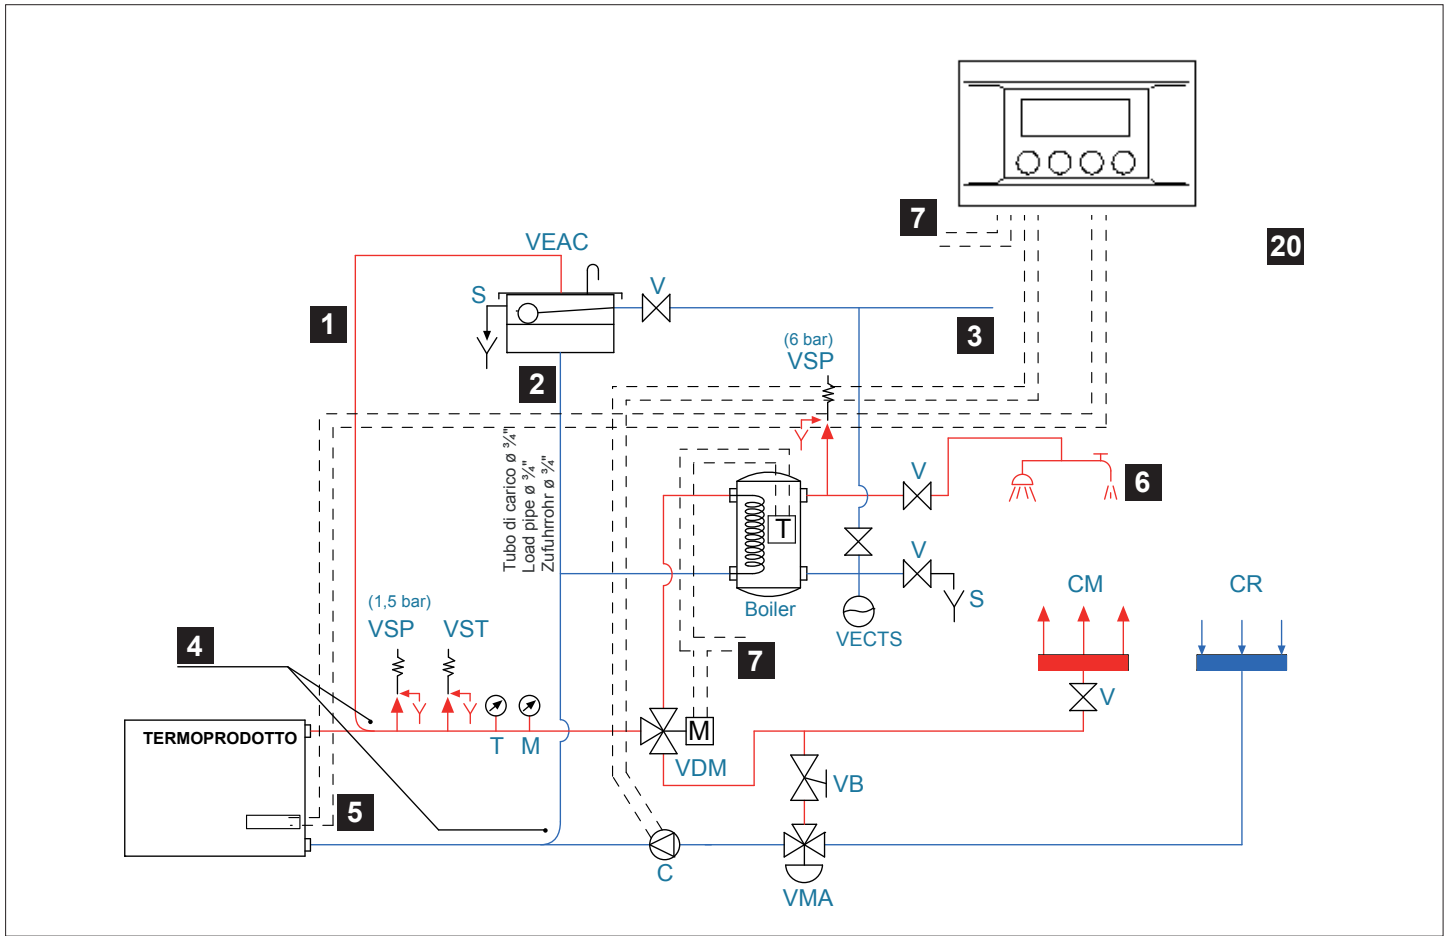 7
20
VEAC
S
V
1
3
(6 bar)
VSP
2
Tubo di carico ø ¾"
Load pipe ø ¾"
Zufuhrrohr ø ¾"
V
6
T
V
Boiler
S
VECTS
CM
CR
(1,5 bar)
VSP
VST
4
7
V
TERMOPRODOTTO
T
M
M
VDM
VB
5
C
VMA